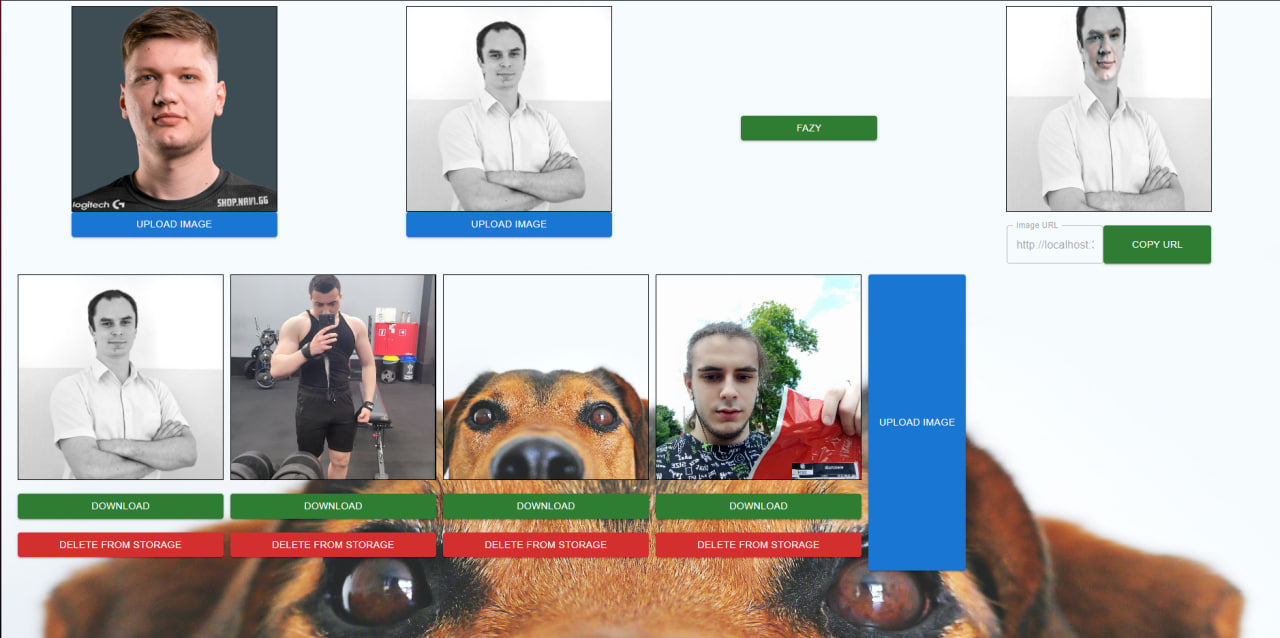 logitech G
SHOP.NAVI.GG
UPLOAD IMAGE
UPLOAD IMAGE
FAZY
Image URL
http://localhost:
COPY URL
UPLOAD IMAGE
DOWNLOAD
DOWNLOAD
DOWNLOAD
DOWNLOAD
DELETE FROM STORAGE
DELETE FROM STORAGE
DELETE FROM STORAGE
DELETE FROM STORAGE